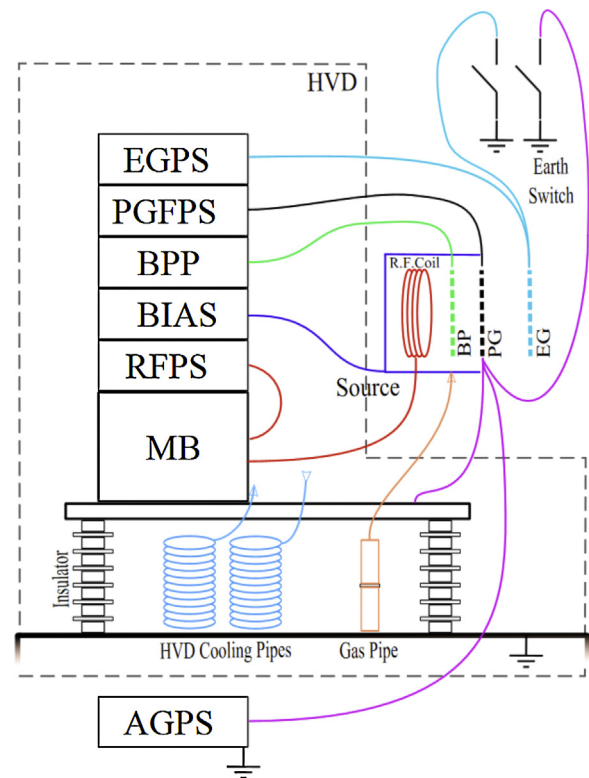 HVD
Earth
Switch
EGPS
PGFPS
BPP
BIAS
RFPS
MB
R.F.Coil
BP
PG
EG
Source
Insulator
HVD Cooling Pipes
Gas Pipe
AGPS